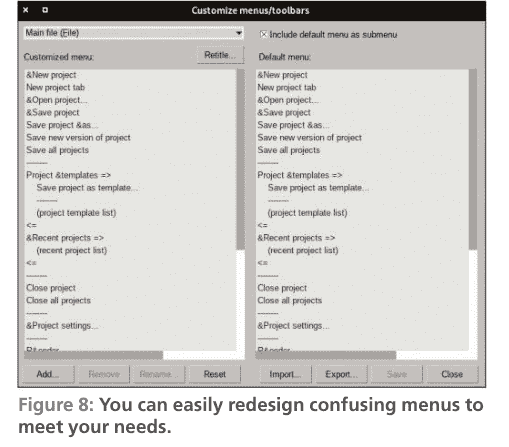 Customize menus/toolbars
Main file (File)
Include default menu as submenu
Customized menu:
Retitle...
Default menu:
&New project
New project tab
&Open project...
&Save project
Save project &as...
Save new version of project
Save all projects
--------
Project &templates =>
Save project as template...
--------
(project template list)
<=
&Recent projects =>
(recent project list)
<=
--------
Close project
Close all projects
--------
&Project settings...
--------
R&ender
&New project
New project tab
&Open project...
&Save project
Save project &as...
Save new version of project
Save all projects
--------
Project &templates =>
Save project as template...
--------
(project template list)
<=
&Recent projects =>
(recent project list)
<=
--------
Close project
Close all projects
--------
&Project settings...
--------
R&ender
Add... Remove Rename... Reset Import... Export... Save Close
Figure 8: You can easily redesign confusing menus to
meet your needs.